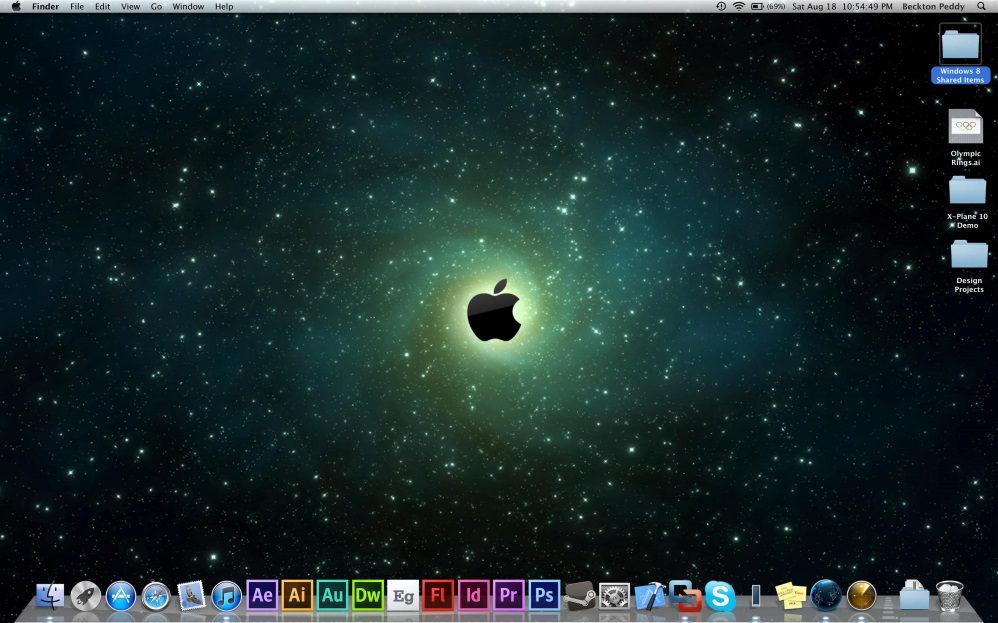 Finder File Edit View Go Window Help (69%) Sat Aug 18 10:54:49 PM Beckton Peddy
Windows 8
Shared Items
Olympic
Rings.ai
X-Plane 10
Demo
Design
Projects
Ae Ai Au Dw Eg Fl Id Pr Ps